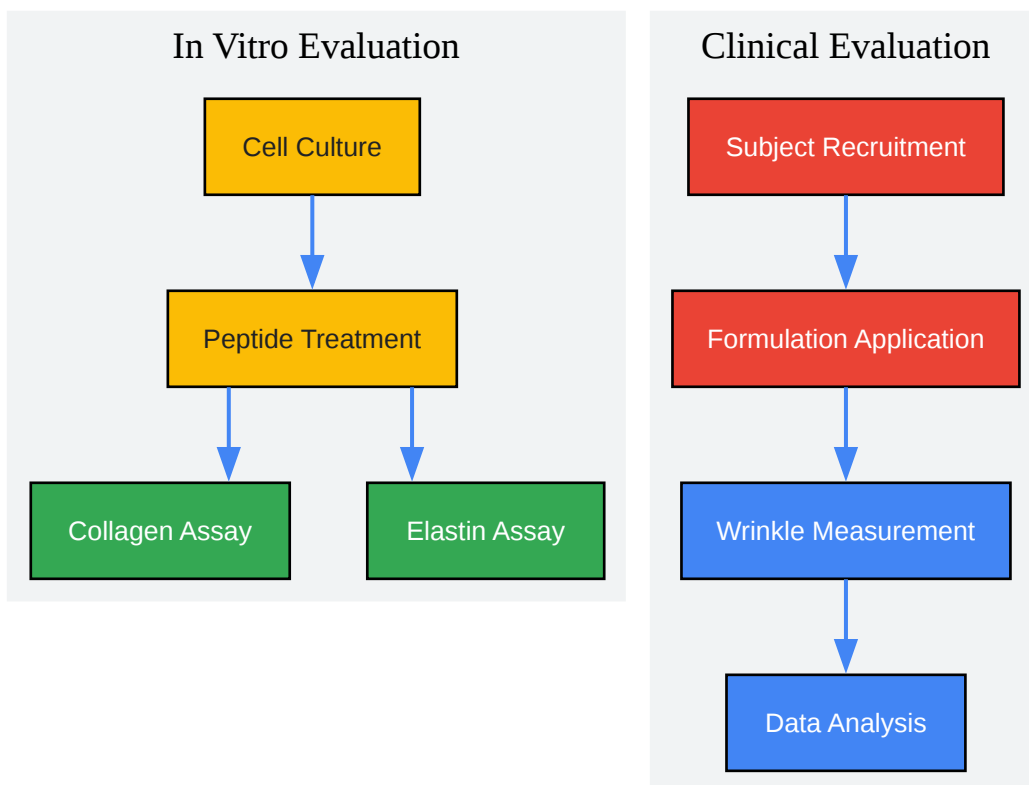 In Vitro Evaluation
Cell Culture
Peptide Treatment
Collagen Assay
Elastin Assay
Clinical Evaluation
Subject Recruitment
Formulation Application
Wrinkle Measurement
Data Analysis